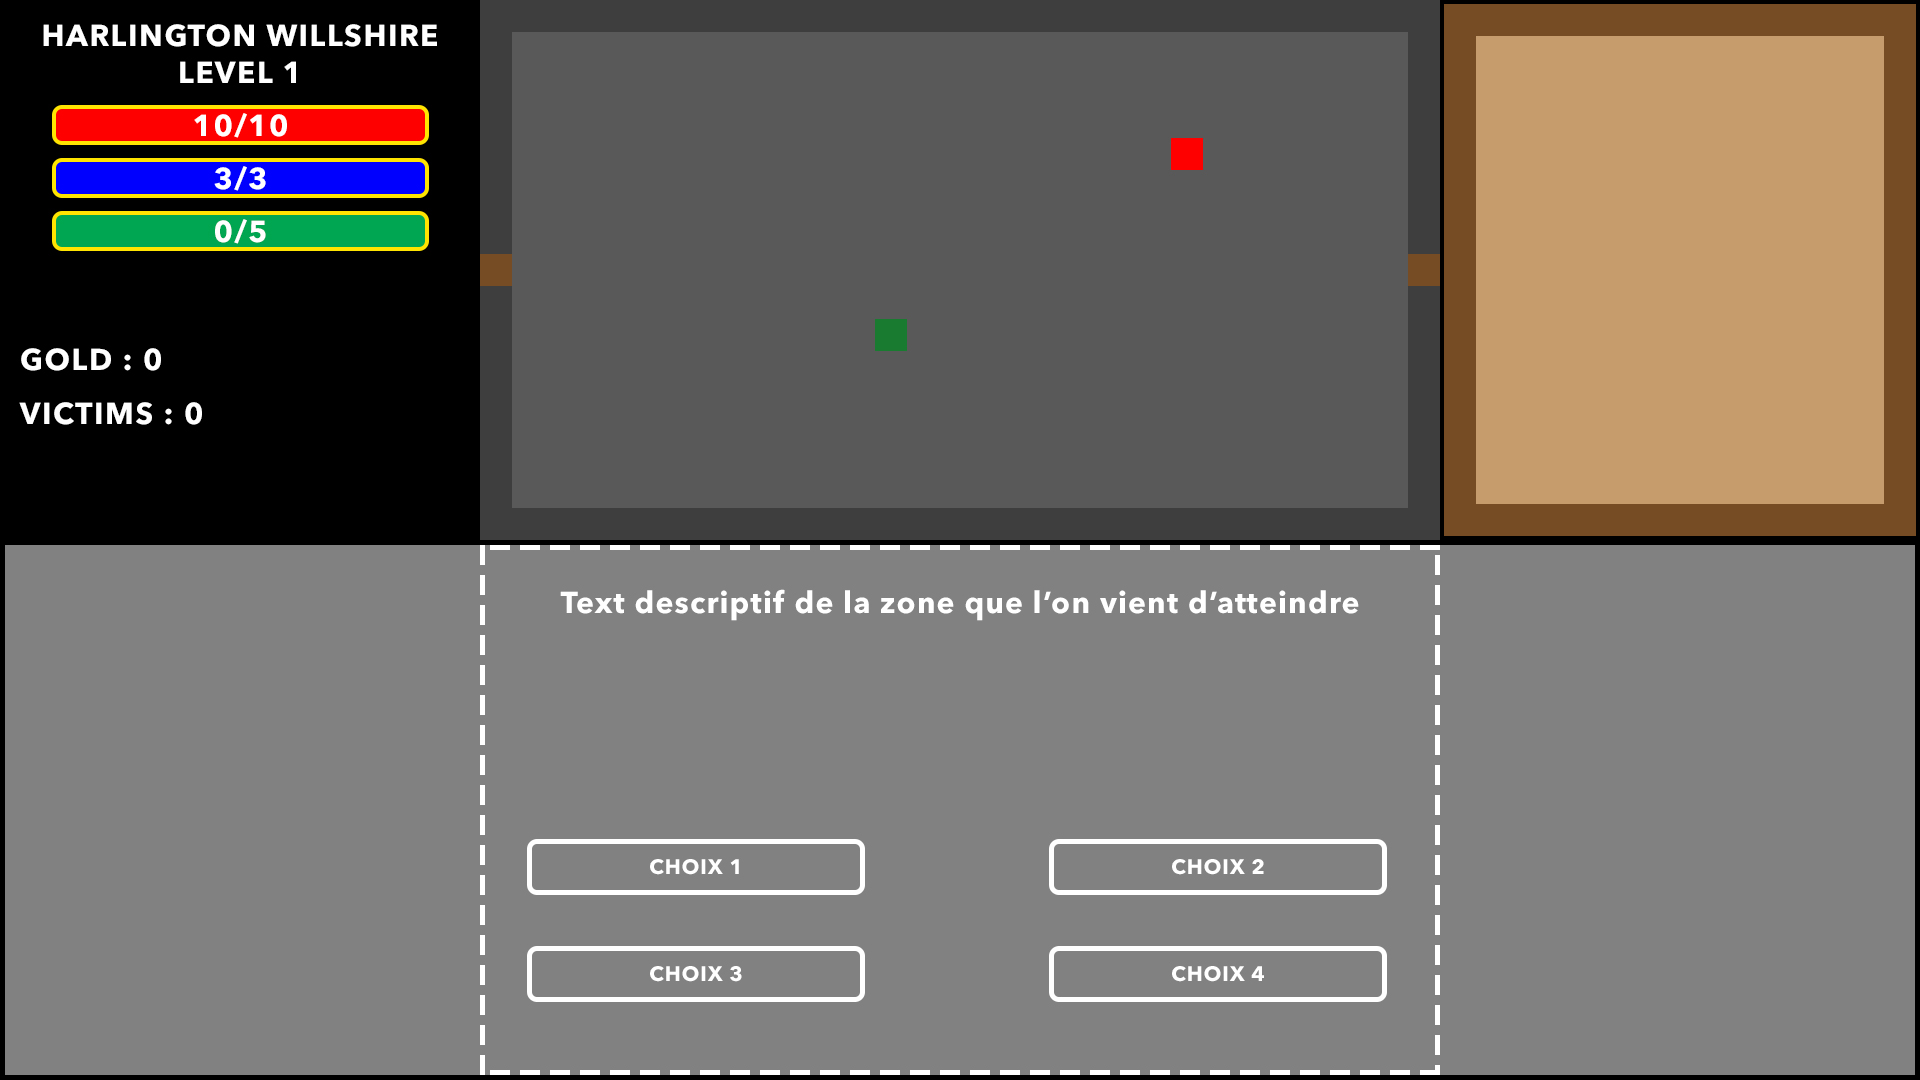 HARLINGTON WILLSHIRE
LEVEL 1
10/10
3/3
0/5
GOLD : 0
VICTIMS : 0
Text descriptif de la zone que l’on vient d’atteindre
CHOIX 1
CHOIX 2
CHOIX 3
CHOIX 4